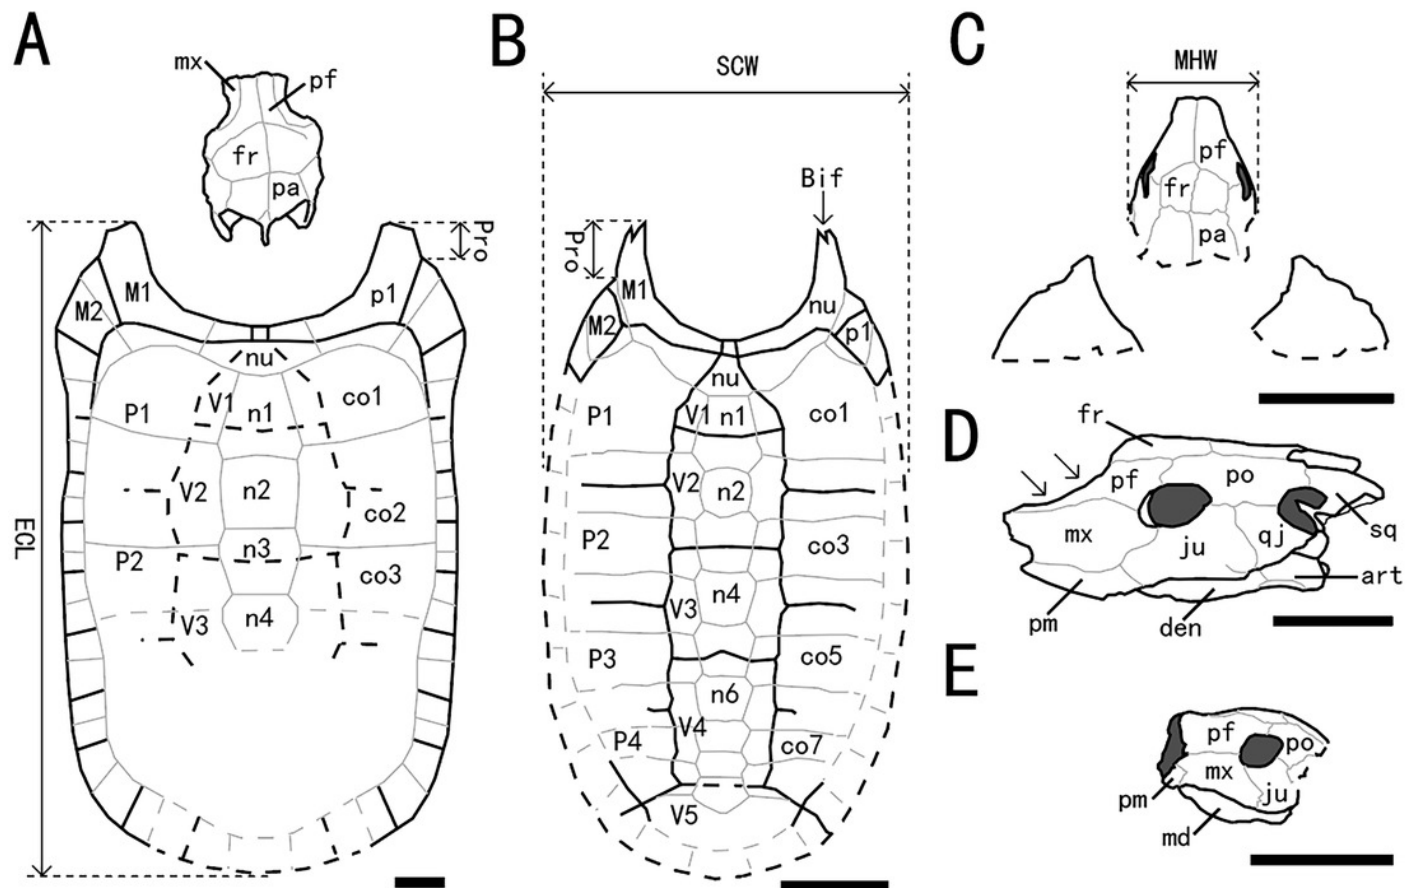 A
mx
pf
fr
pa
Pro
M1
M2
p1
nu
V1
n1
co1
P1
V2
n2
co2
n3
P2
co3
V3
n4
ECL
B
SCW
Bif
Pro
M1
M2
nu
p1
nu
P1
V1
n1
co1
V2
n2
P2
co3
V3
n4
P3
co5
n6
V4
P4
co7
V5
C
MHW
pf
fr
pa
D
fr
pf
po
mx
ju
qj
sq
art
pm
den
E
pf
po
mx
ju
pm
md